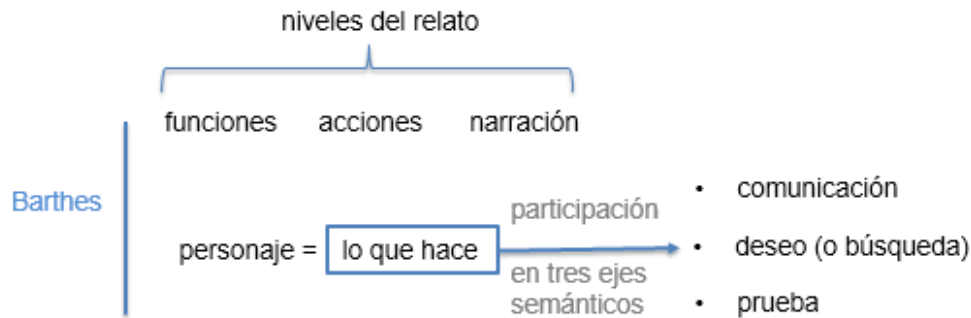 niveles del relato
funciones acciones narración
Barthes
personaje = lo que hace
participación
en tres ejes
semánticos
• comunicación
• deseo (o búsqueda)
• prueba